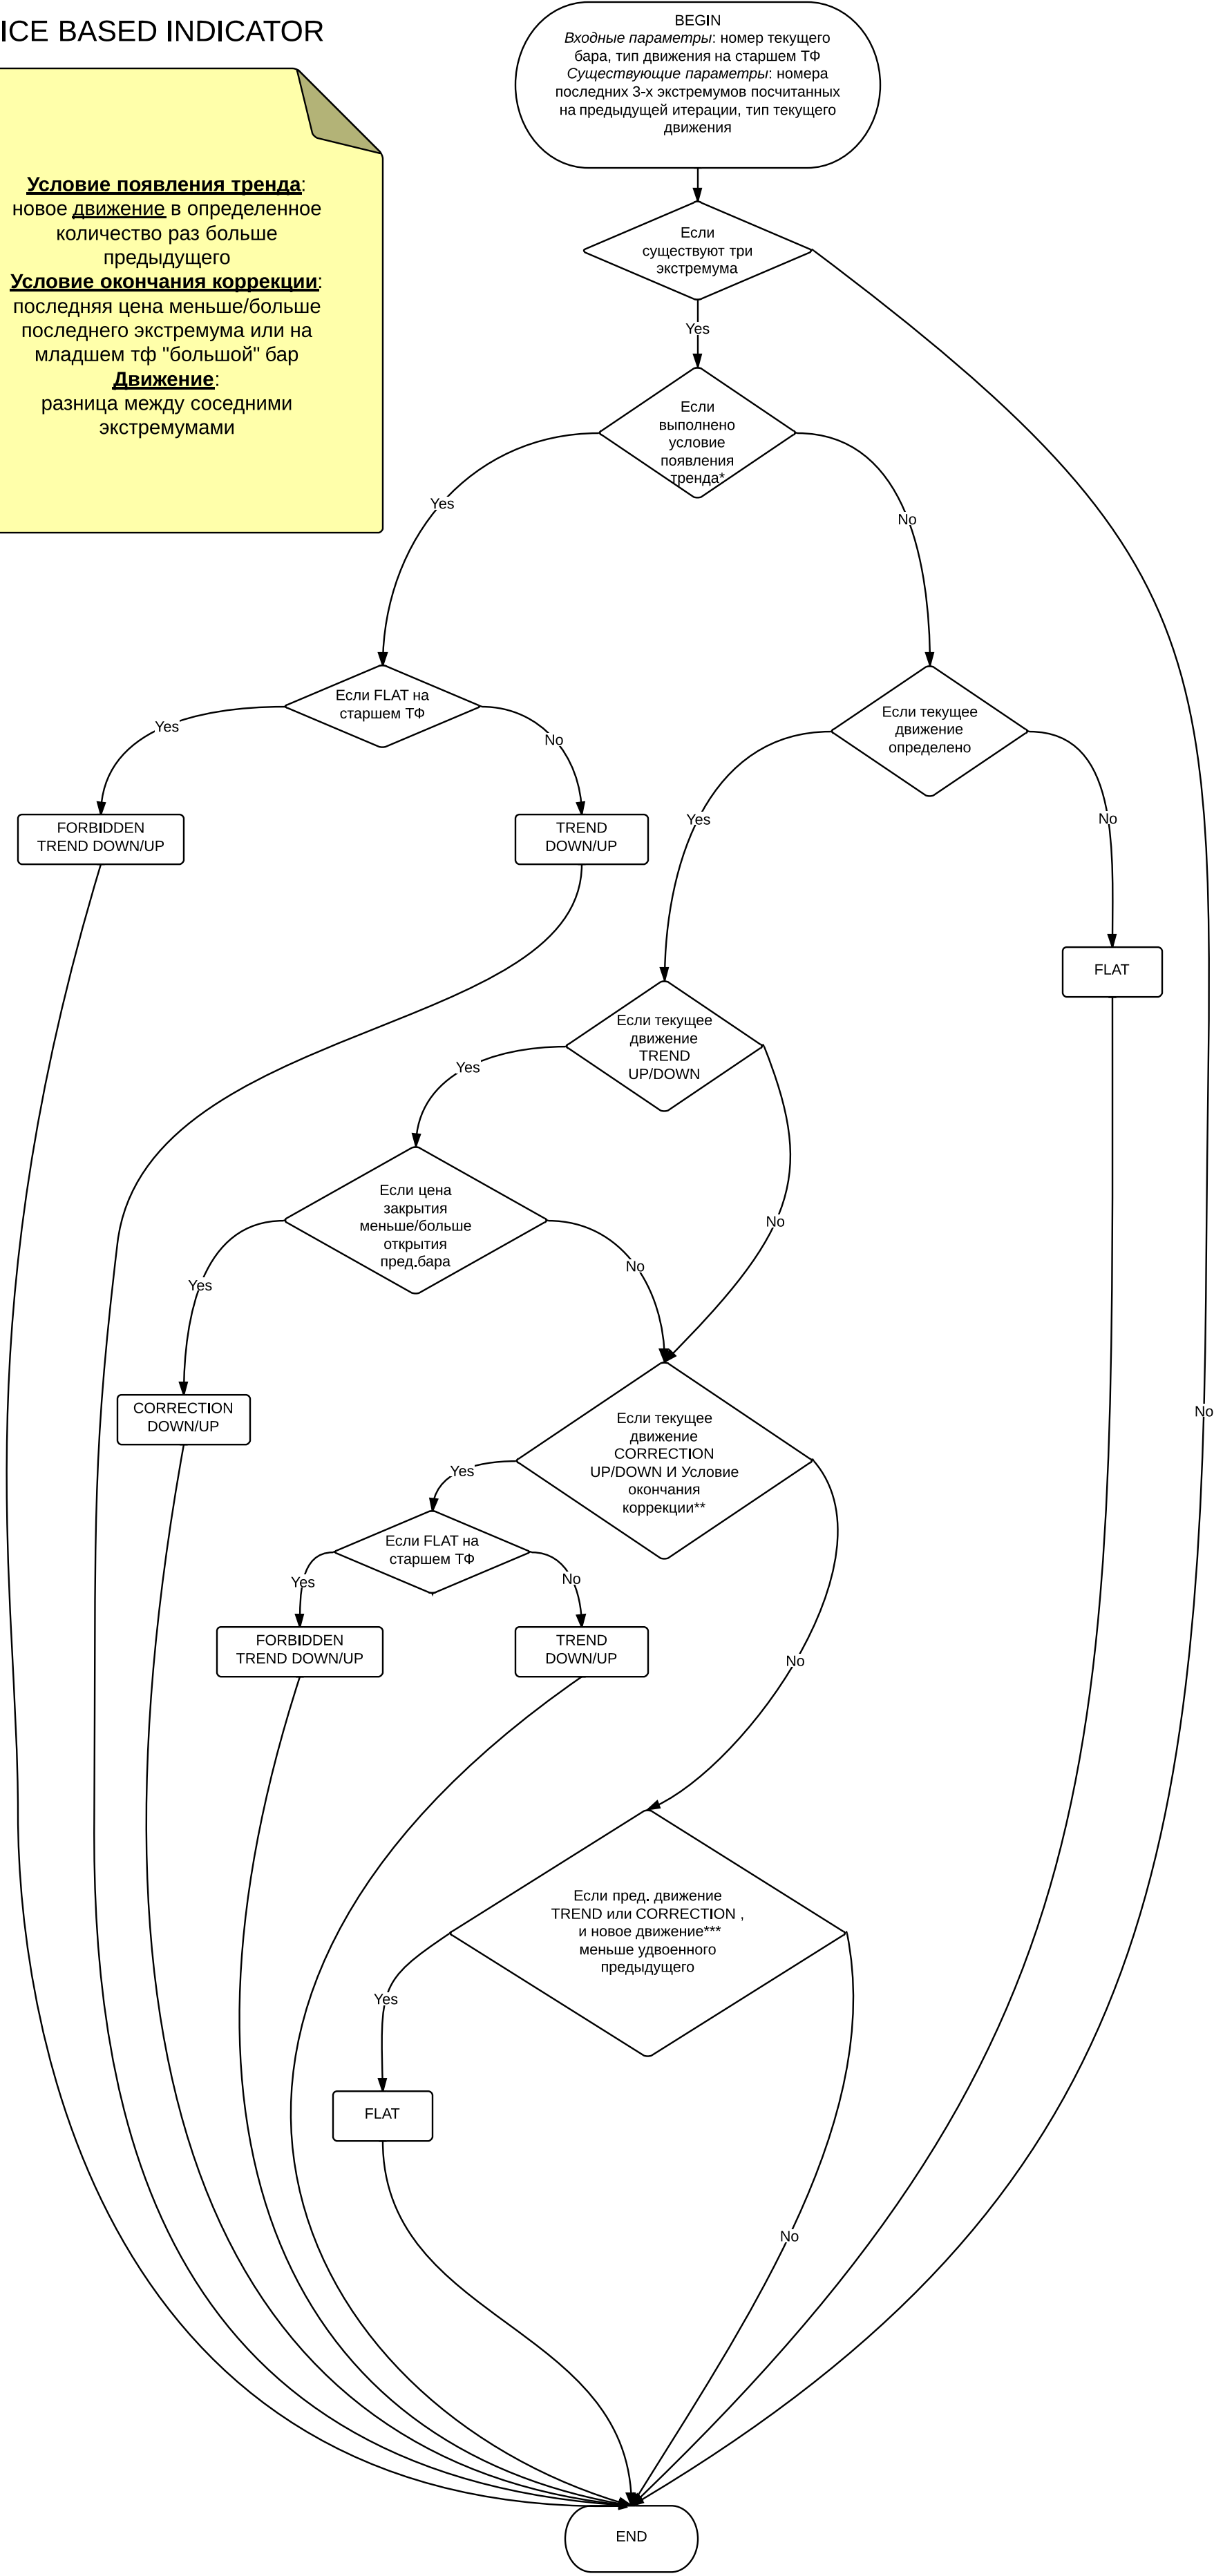 ICE BASED INDICATOR
BEGIN
Входные параметры: номер текущего
бара, тип движения на старшем ТФ
Существующие параметры: номера
последних 3-х экстремумов посчитанных
на предыдущей итерации, тип текущего
движения
Условие появления тренда:
новое движение в определенное
количество раз больше
предыдущего
Условие окончания коррекции:
последняя цена меньше/больше
последнего экстремума или на
младшем тф "большой" бар
Движение:
разница между соседними
экстремумами
Если
существуют три
экстремума
Yes
Если
выполнено
условие
появления
тренда*
Yes
No
Если FLAT на
старшем ТФ
Если текущее
движение
определено
Yes
No
Yes
No
FORBIDDEN
TREND DOWN/UP
TREND
DOWN/UP
FLAT
Если текущее
движение
TREND
UP/DOWN
Yes
No
Если цена
закрытия
меньше/больше
открытия
пред.бара
Yes
No
No
CORRECTION
DOWN/UP
Если текущее
движение
CORRECTION
UP/DOWN И Условие
окончания
коррекции**
Yes
No
Если FLAT на
старшем ТФ
Yes
No
FORBIDDEN
TREND DOWN/UP
TREND
DOWN/UP
Если пред. движение
TREND или CORRECTION ,
и новое движение***
меньше удвоенного
предыдущего
Yes
No
FLAT
END